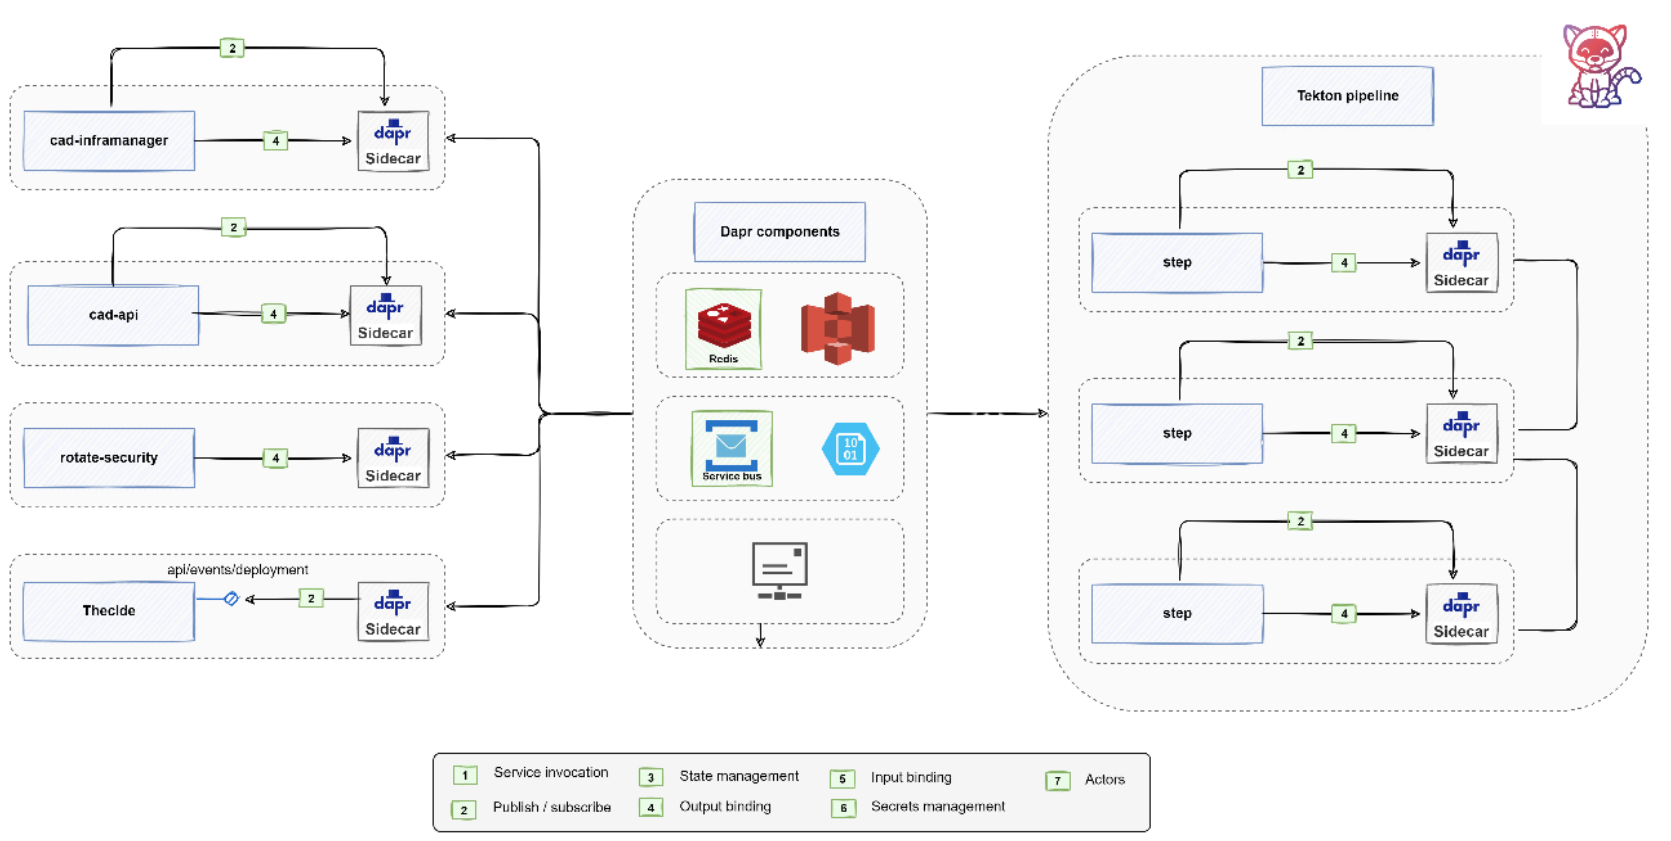 2
cad-inframanager
4
dapr
Sidecar
2
cad-api
4
dapr
Sidecar
rotate-security
4
dapr
Sidecar
api/events/deployment
Thecide
2
dapr
Sidecar
Dapr components
Redis
Service bus
10
01
Tekton pipeline
2
step
4
dapr
Sidecar
2
step
4
dapr
Sidecar
2
step
4
dapr
Sidecar
1 Service invocation
3 State management
5 Input binding
7 Actors
2 Publish / subscribe
4 Output binding
6 Secrets management